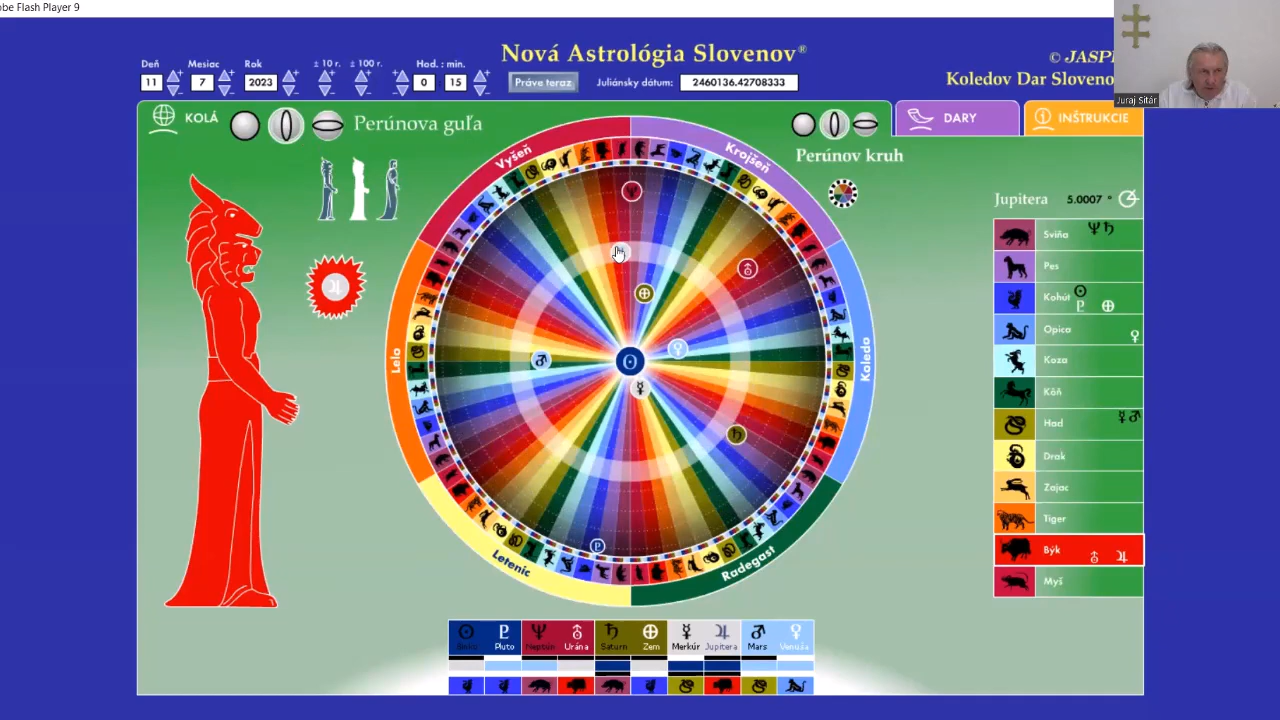 obe Flash Player 9
Nová Astrológia Slovenov®
© JASP
Koledov Dar Sloveno
Juraj Sitár
Deň Mesiac Rok ± 10 r. ± 100 r. Hod. : min.
11 7 2023 0 15
Práve teraz Juliánsky dátum: 2460136.42708333
KOLÁ
Perúnova guľa
DARY
INŠTRUKCIE
Perúnov kruh
Vyšeň
Krojšeň
Lelo
Koledo
Letenic
Radegast
Jupitera 5.0007 °
Sviňa
Pes
Kohút
Opica
Koza
Kôň
Had
Drak
Zajac
Tiger
Býk
Myš
Pluto Neptún Urána Saturn Zem Merkúr Jupitera Mars Venuša